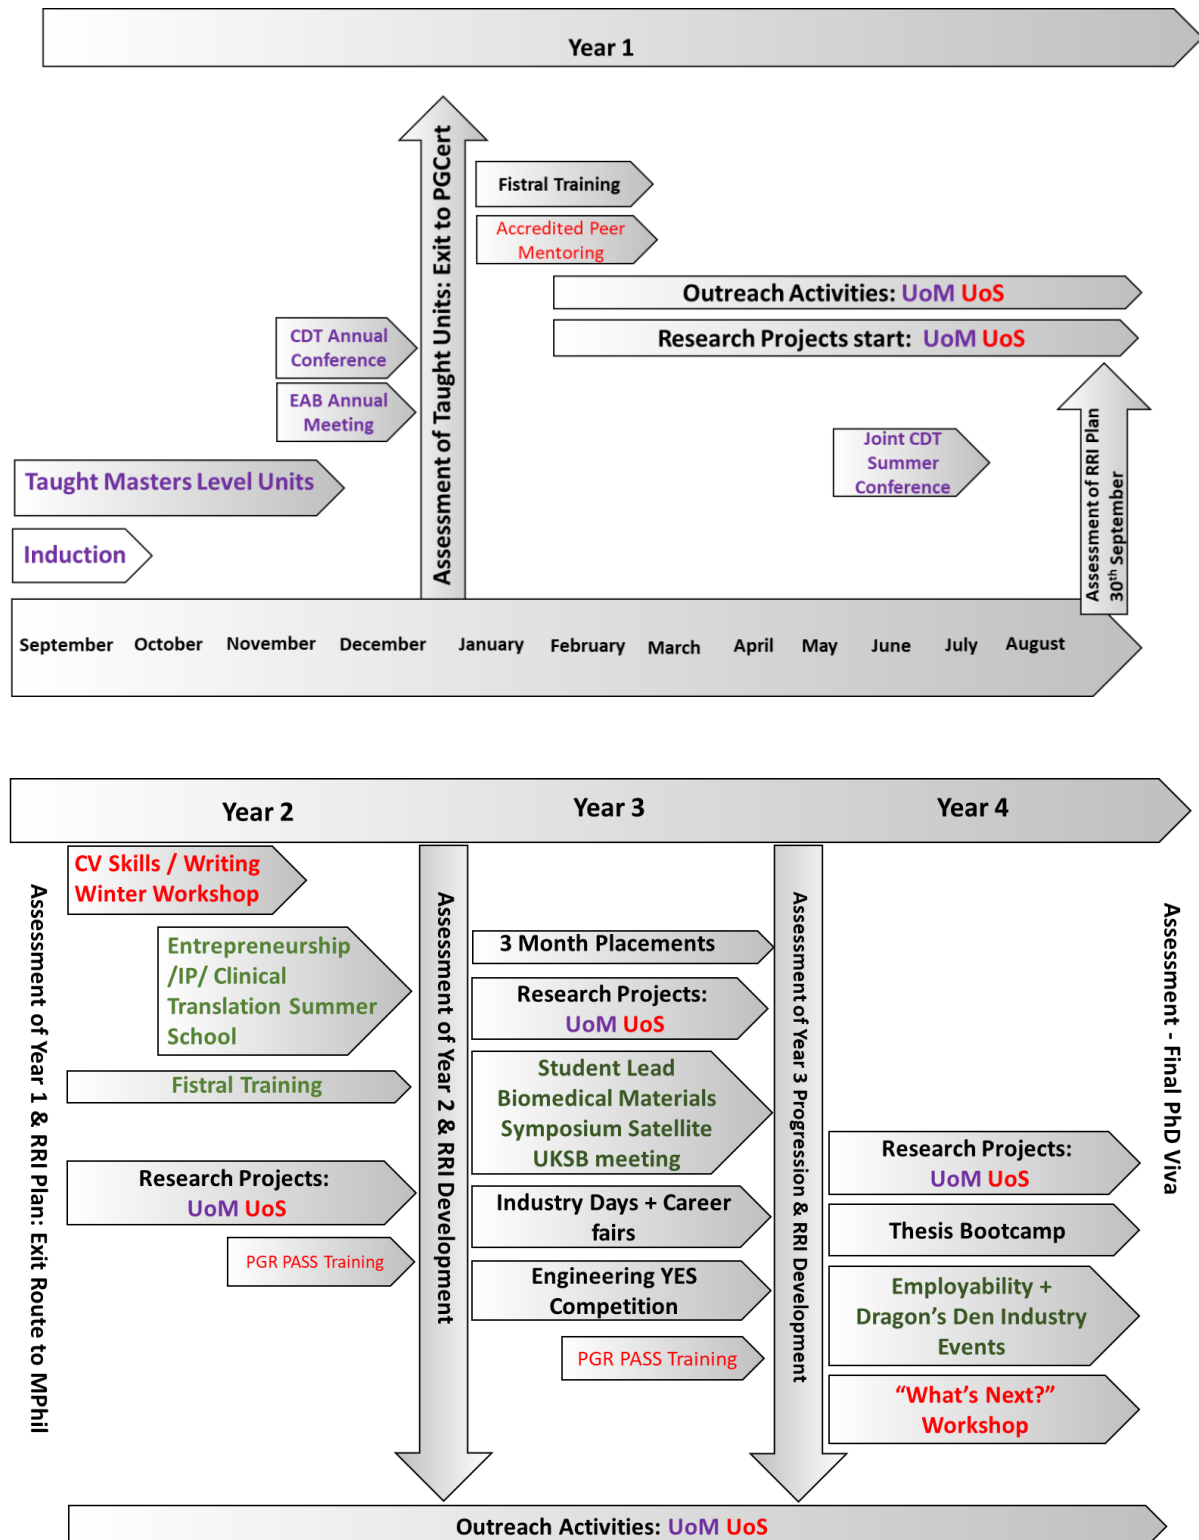 Year 1
Assessment of Taught Units: Exit to PGCert
Fistral Training
Accredited Peer
Mentoring
Outreach Activities: UoM UoS
Research Projects start: UoM UoS
CDT Annual
Conference
EAB Annual
Meeting
Joint CDT
Summer
Conference
Assessment of RRI Plan
30th September
Taught Masters Level Units
Induction
September October November December January February March April May June July August
Year 2 Year 3 Year 4
Assessment of Year 1 & RRI Plan: Exit Route to MPhil
CV Skills / Writing
Winter Workshop
Entrepreneurship
/IP/ Clinical
Translation Summer
School
Fistral Training
Research Projects:
UoM UoS
PGR PASS Training
Assessment of Year 2 & RRI Development
3 Month Placements
Research Projects:
UoM UoS
Student Lead
Biomedical Materials
Symposium Satellite
UKSB meeting
Industry Days + Career
fairs
Engineering YES
Competition
PGR PASS Training
Assessment of Year 3 Progression & RRI Development
Research Projects:
UoM UoS
Thesis Bootcamp
Employability +
Dragon's Den Industry
Events
“What’s Next?”
Workshop
Assessment - Final PhD Viva
Outreach Activities: UoM UoS